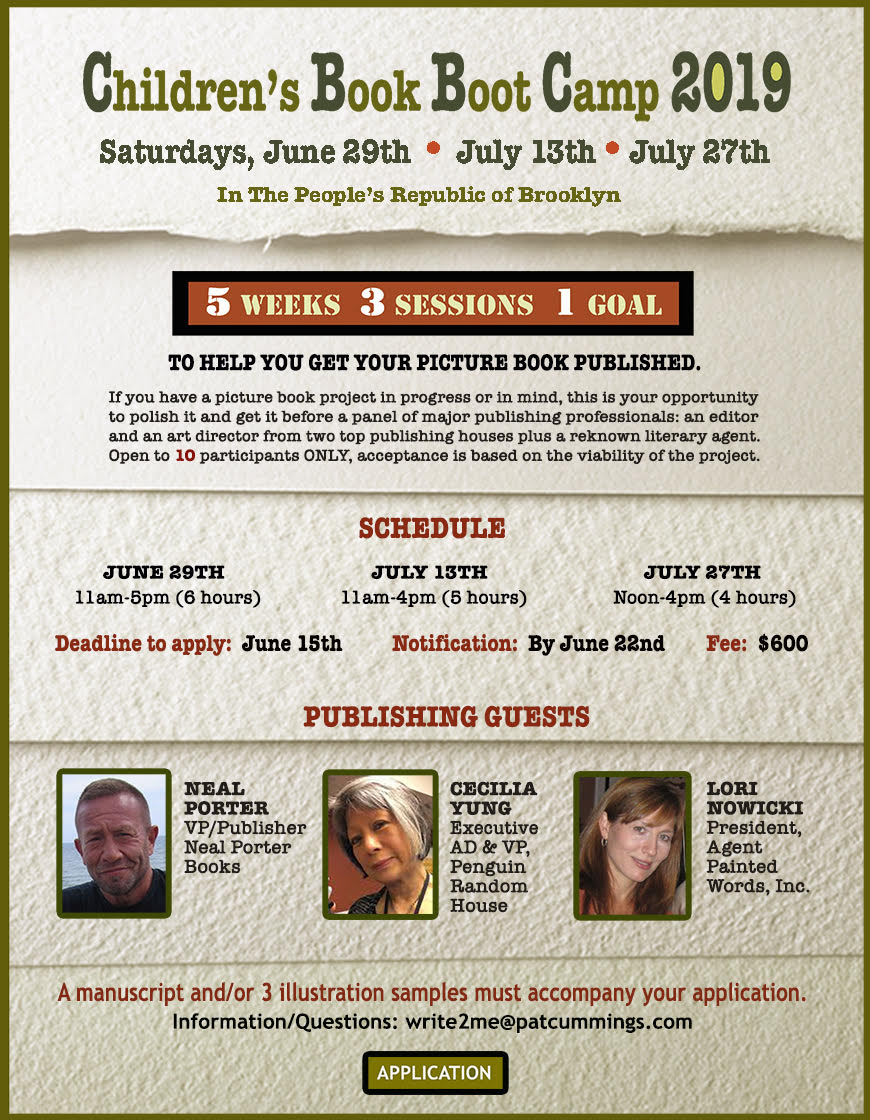 Children's Book Boot Camp 2019
Saturdays, June 29th • July 13th • July 27th
In The People's Republic of Brooklyn
5 WEEKS 3 SESSIONS 1 GOAL
TO HELP YOU GET YOUR PICTURE BOOK PUBLISHED.
If you have a picture book project in progress or in mind, this is your opportunity
to polish it and get it before a panel of major publishing professionals: an editor
and an art director from two top publishing houses plus a reknown literary agent.
Open to 10 participants ONLY, acceptance is based on the viability of the project.
SCHEDULE
JUNE 29TH
11am-5pm (6 hours)
JULY 13TH
11am-4pm (5 hours)
JULY 27TH
Noon-4pm (4 hours)
Deadline to apply: June 15th
Notification: By June 22nd
Fee: $600
PUBLISHING GUESTS
NEAL
PORTER
VP/Publisher
Neal Porter
Books
CECILIA
YUNG
Executive
AD & VP,
Penguin
Random
House
LORI
NOWICKI
President,
Agent
Painted
Words, Inc.
A manuscript and/or 3 illustration samples must accompany your application.
Information/Questions: write2me@patcummings.com
APPLICATION